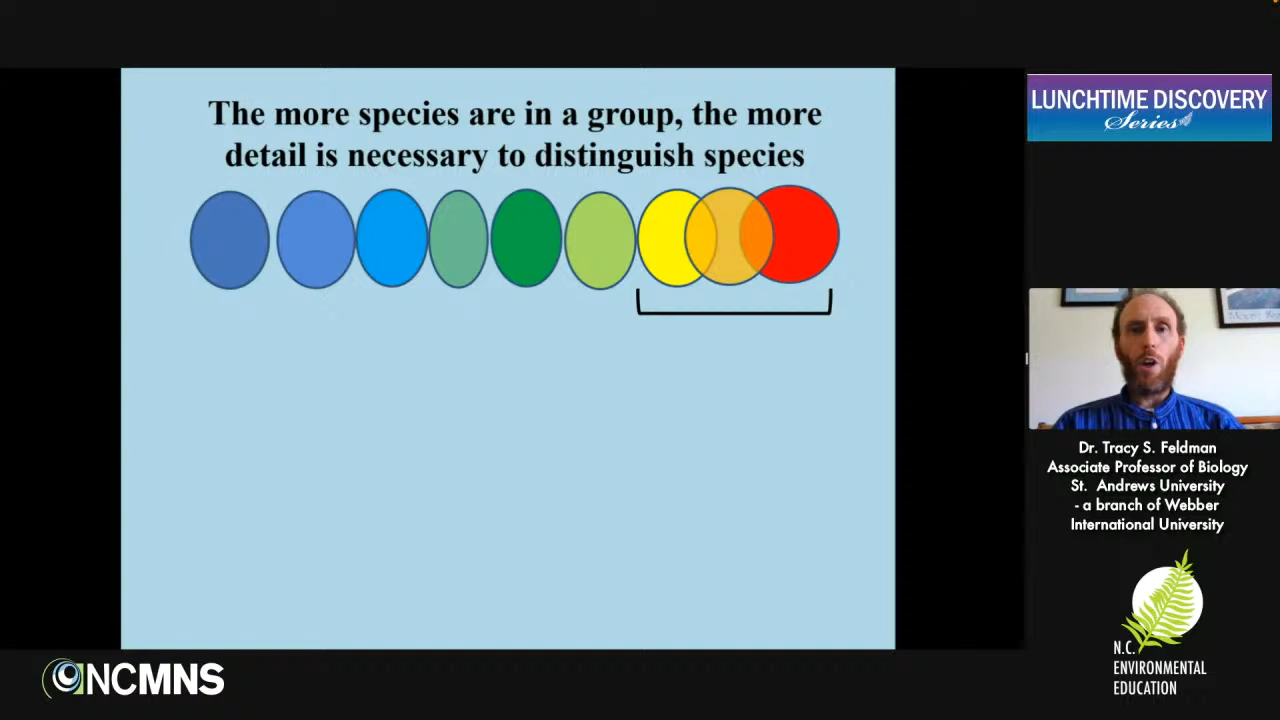 The more species are in a group, the more
detail is necessary to distinguish species
LUNCHTIME DISCOVERY
Series
Dr. Tracy S. Feldman
Associate Professor of Biology
St. Andrews University
- a branch of Webber
International University
N.C.
ENVIRONMENTAL
EDUCATION
NCMNS